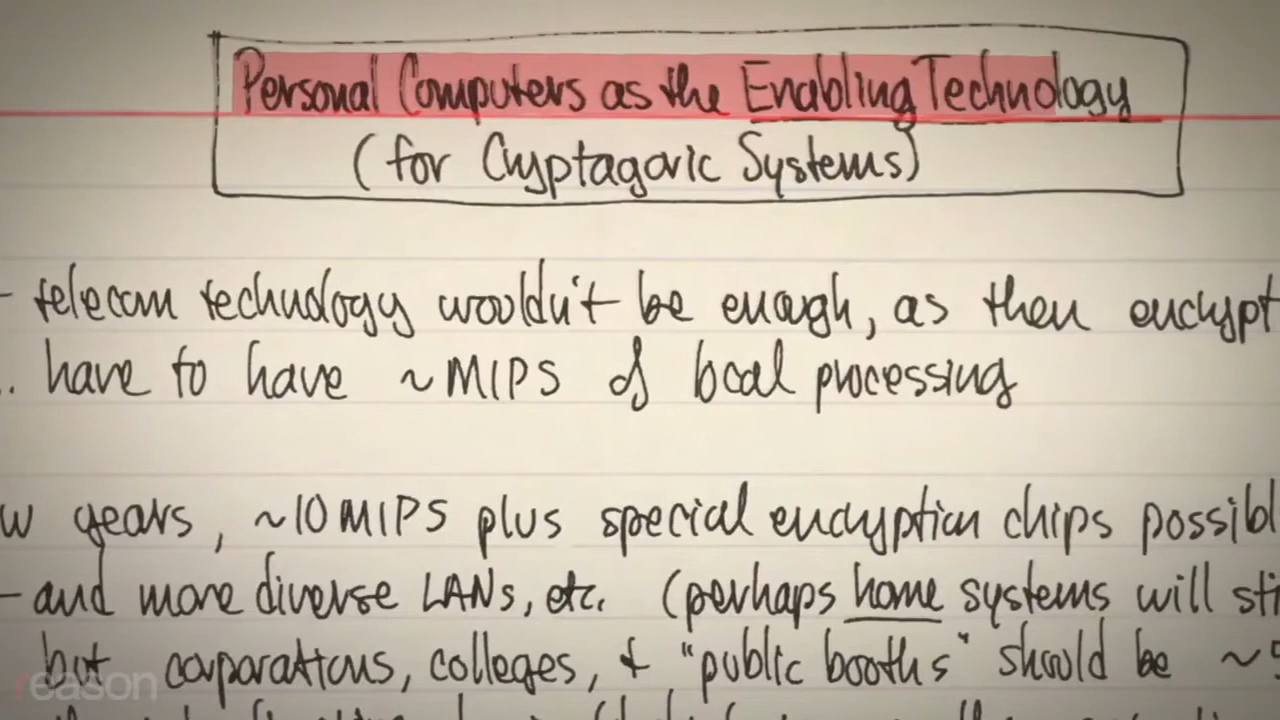 Personal Computers as the Enabling Technology
(for Cryptagoric Systems)
- telecom technology wouldn't be enough, as then encrypt
.. have to have ~MIPS of local processing
w years, ~10 MIPS plus special encryption chips possibl
- and more diverse LANs, etc. (perhaps home systems will sti
but corporations, colleges, & "public booths" should be ~
reason